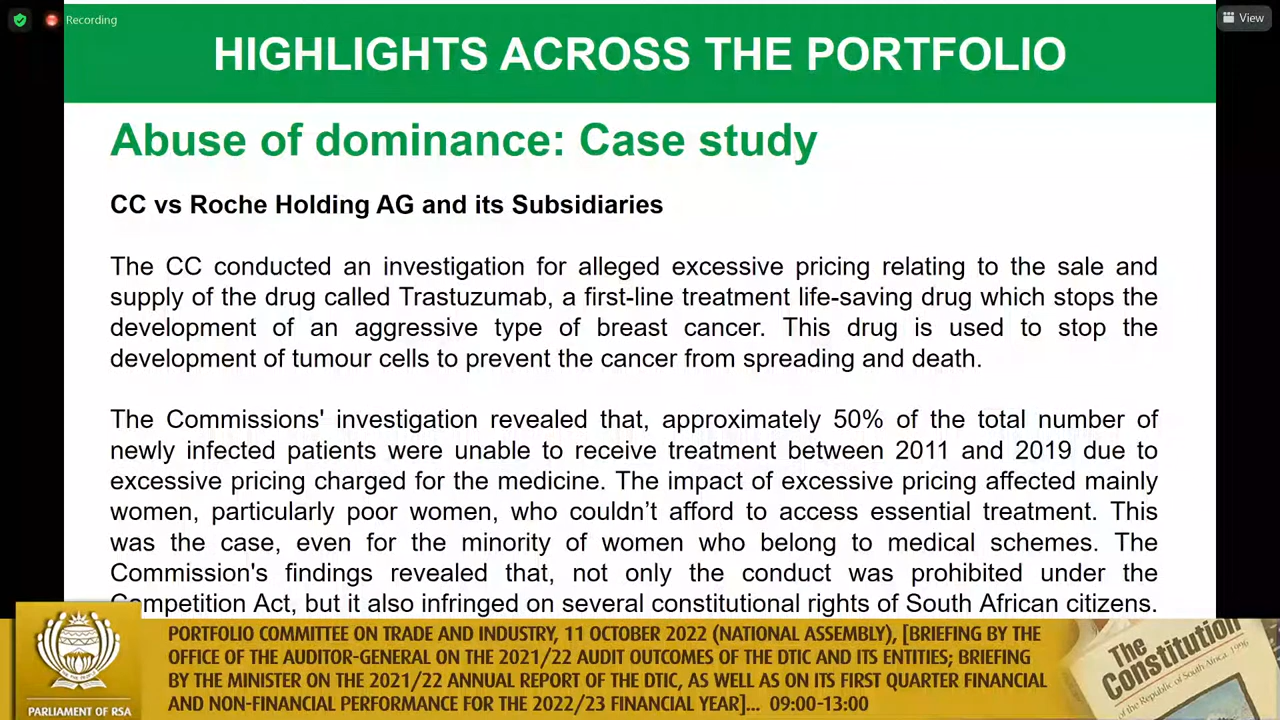 Recording
View
HIGHLIGHTS ACROSS THE PORTFOLIO
Abuse of dominance: Case study
CC vs Roche Holding AG and its Subsidiaries
The CC conducted an investigation for alleged excessive pricing relating to the sale and
supply of the drug called Trastuzumab, a first-line treatment life-saving drug which stops the
development of an aggressive type of breast cancer. This drug is used to stop the
development of tumour cells to prevent the cancer from spreading and death.
The Commissions' investigation revealed that, approximately 50% of the total number of
newly infected patients were unable to receive treatment between 2011 and 2019 due to
excessive pricing charged for the medicine. The impact of excessive pricing affected mainly
women, particularly poor women, who couldn’t afford to access essential treatment. This
was the case, even for the minority of women who belong to medical schemes. The
Commission's findings revealed that, not only the conduct was prohibited under the
Competition Act, but it also infringed on several constitutional rights of South African citizens.
PORTFOLIO COMMITTEE ON TRADE AND INDUSTRY, 11 OCTOBER 2022 (NATIONAL ASSEMBLY), [BRIEFING BY THE
OFFICE OF THE AUDITOR-GENERAL ON THE 2021/22 AUDIT OUTCOMES OF THE DTIC AND ITS ENTITIES; BRIEFING
BY THE MINISTER ON THE 2021/22 ANNUAL REPORT OF THE DTIC, AS WELL AS ON ITS FIRST QUARTER FINANCIAL
AND NON-FINANCIAL PERFORMANCE FOR THE 2022/23 FINANCIAL YEAR]... 09:00-13:00
PARLIAMENT OF RSA
The
Constitution
of the Republic of South Africa, 1996